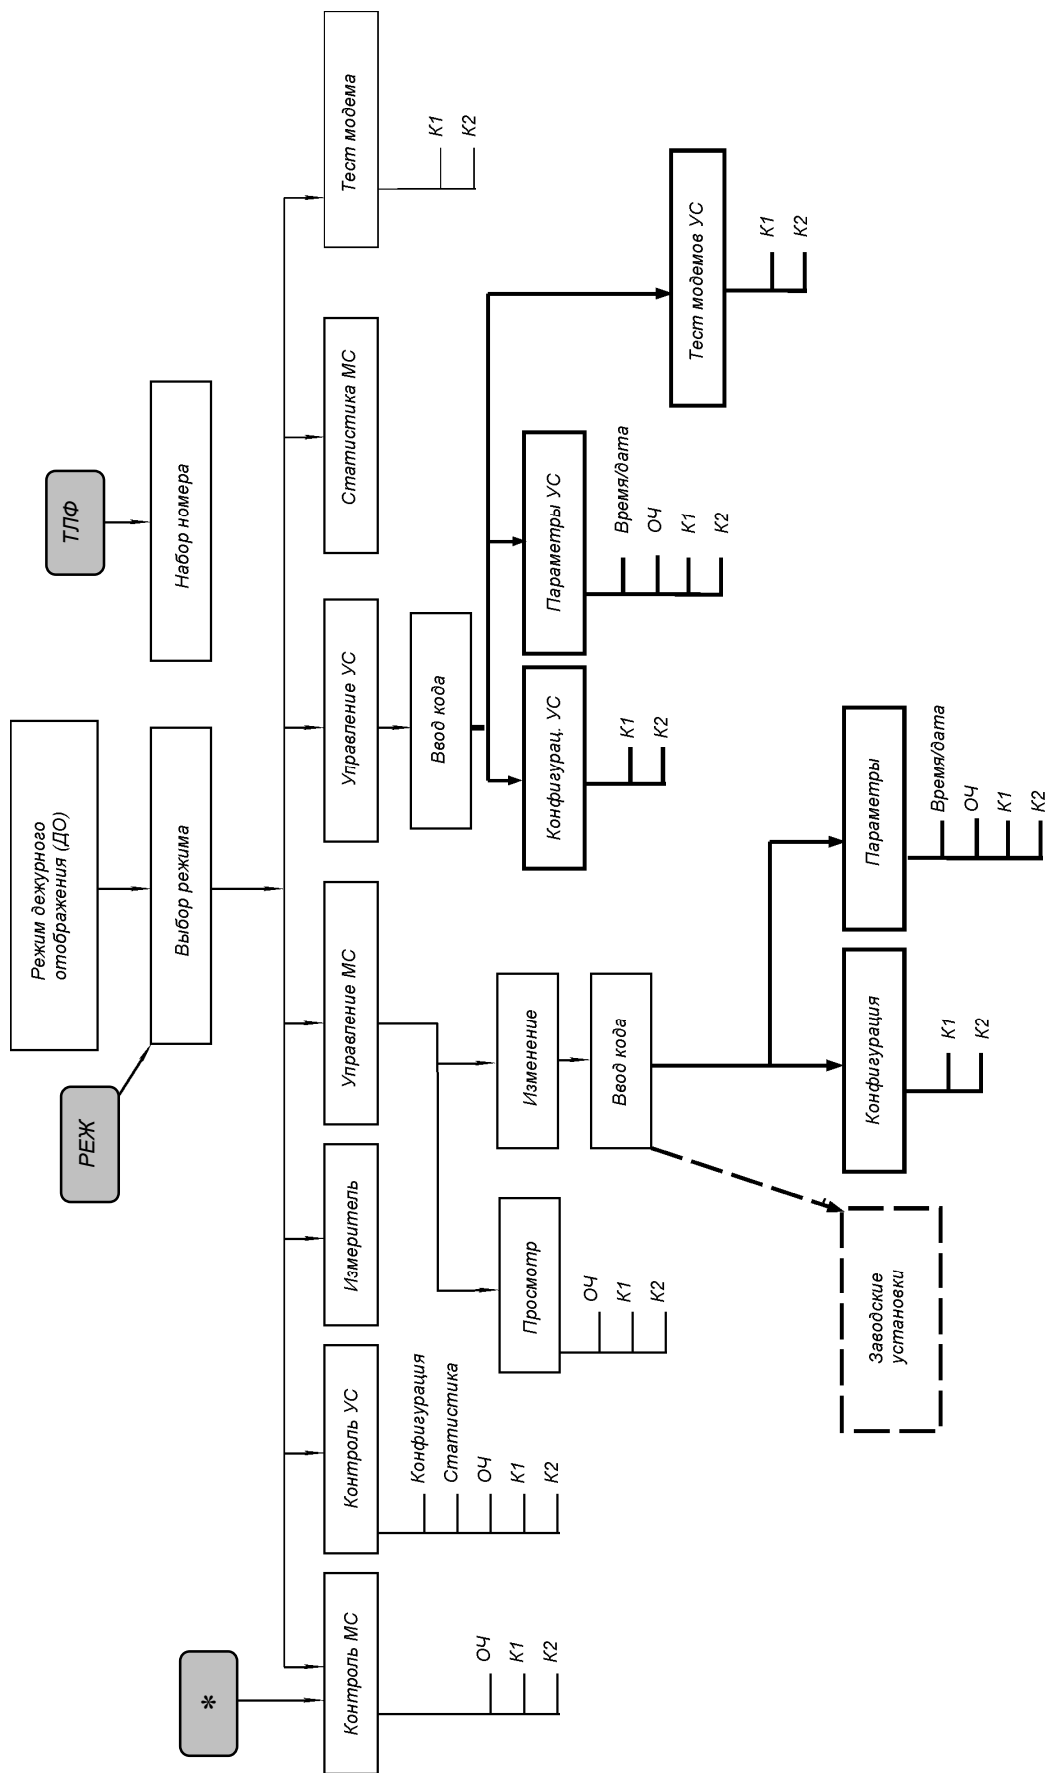 Режим дежурного
отображения (ДО)
РЕЖ
ТЛФ
Выбор режима
Набор номера
*
Контроль МС
ОЧ
К1
К2
Контроль УС
Конфигурация
Статистика
ОЧ
К1
К2
Измеритель
Управление МС
Просмотр
ОЧ
К1
К2
Изменение
Ввод кода
Заводские
установки
Конфигурация
К1
К2
Параметры
Время/дата
ОЧ
К1
К2
Управление УС
Ввод кода
Конфигурац. УС
К1
К2
Параметры УС
Время/дата
ОЧ
К1
К2
Тест модемов УС
К1
К2
Статистика МС
Тест модема
К1
К2